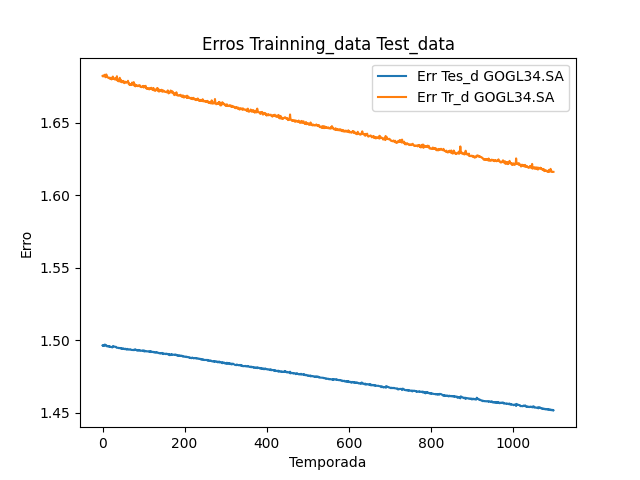 Erros Trainning_data Test_data
Err Tes_d GOGL34.SA
Err Tr_d GOGL34.SA
1.65
1.60
1.55
1.50
1.45
Erro
0 200 400 600 800 1000
Temporada